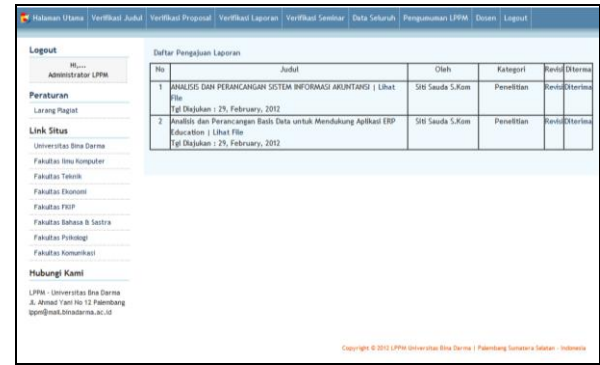 Halaman Utama Verifikasi Judul Verifikasi Proposal Verifikasi Laporan Verifikasi Seminar Data Seluruh Pengumuman LPPM Dosen Logout
Logout
Hi,....
Administrator LPPM
Peraturan
Larang Plagiat
Link Situs
Universitas Bina Darma
Fakultas Ilmu Komputer
Fakultas Teknik
Fakultas Ekonomi
Fakultas FKIP
Fakultas Bahasa & Sastra
Fakultas Psikologi
Fakultas Komunikasi
Hubungi Kami
LPPM - Universitas Bina Darma
Jl. Ahmad Yani No 12 Palembang
lppm@mail.binadarma.ac.id
Daftar Pengajuan Laporan
No Judul Oleh Kategori Revisi Diterima
1 ANALISIS DAN PERANCANGAN SISTEM INFORMASI AKUNTANSI | Lihat Siti Sauda S.Kom Penelitian Revisi Diterima
File
Tgl Diajukan : 29, February, 2012
2 Analisis dan Perancangan Basis Data untuk Mendukung Aplikasi ERP Siti Sauda S.Kom Penelitian Revisi Diterima
Education | Lihat File
Tgl Diajukan : 29, February, 2012
Copyright © 2012 LPPM Universitas Bina Darma | Palembang Sumatera Selatan - Indonesia